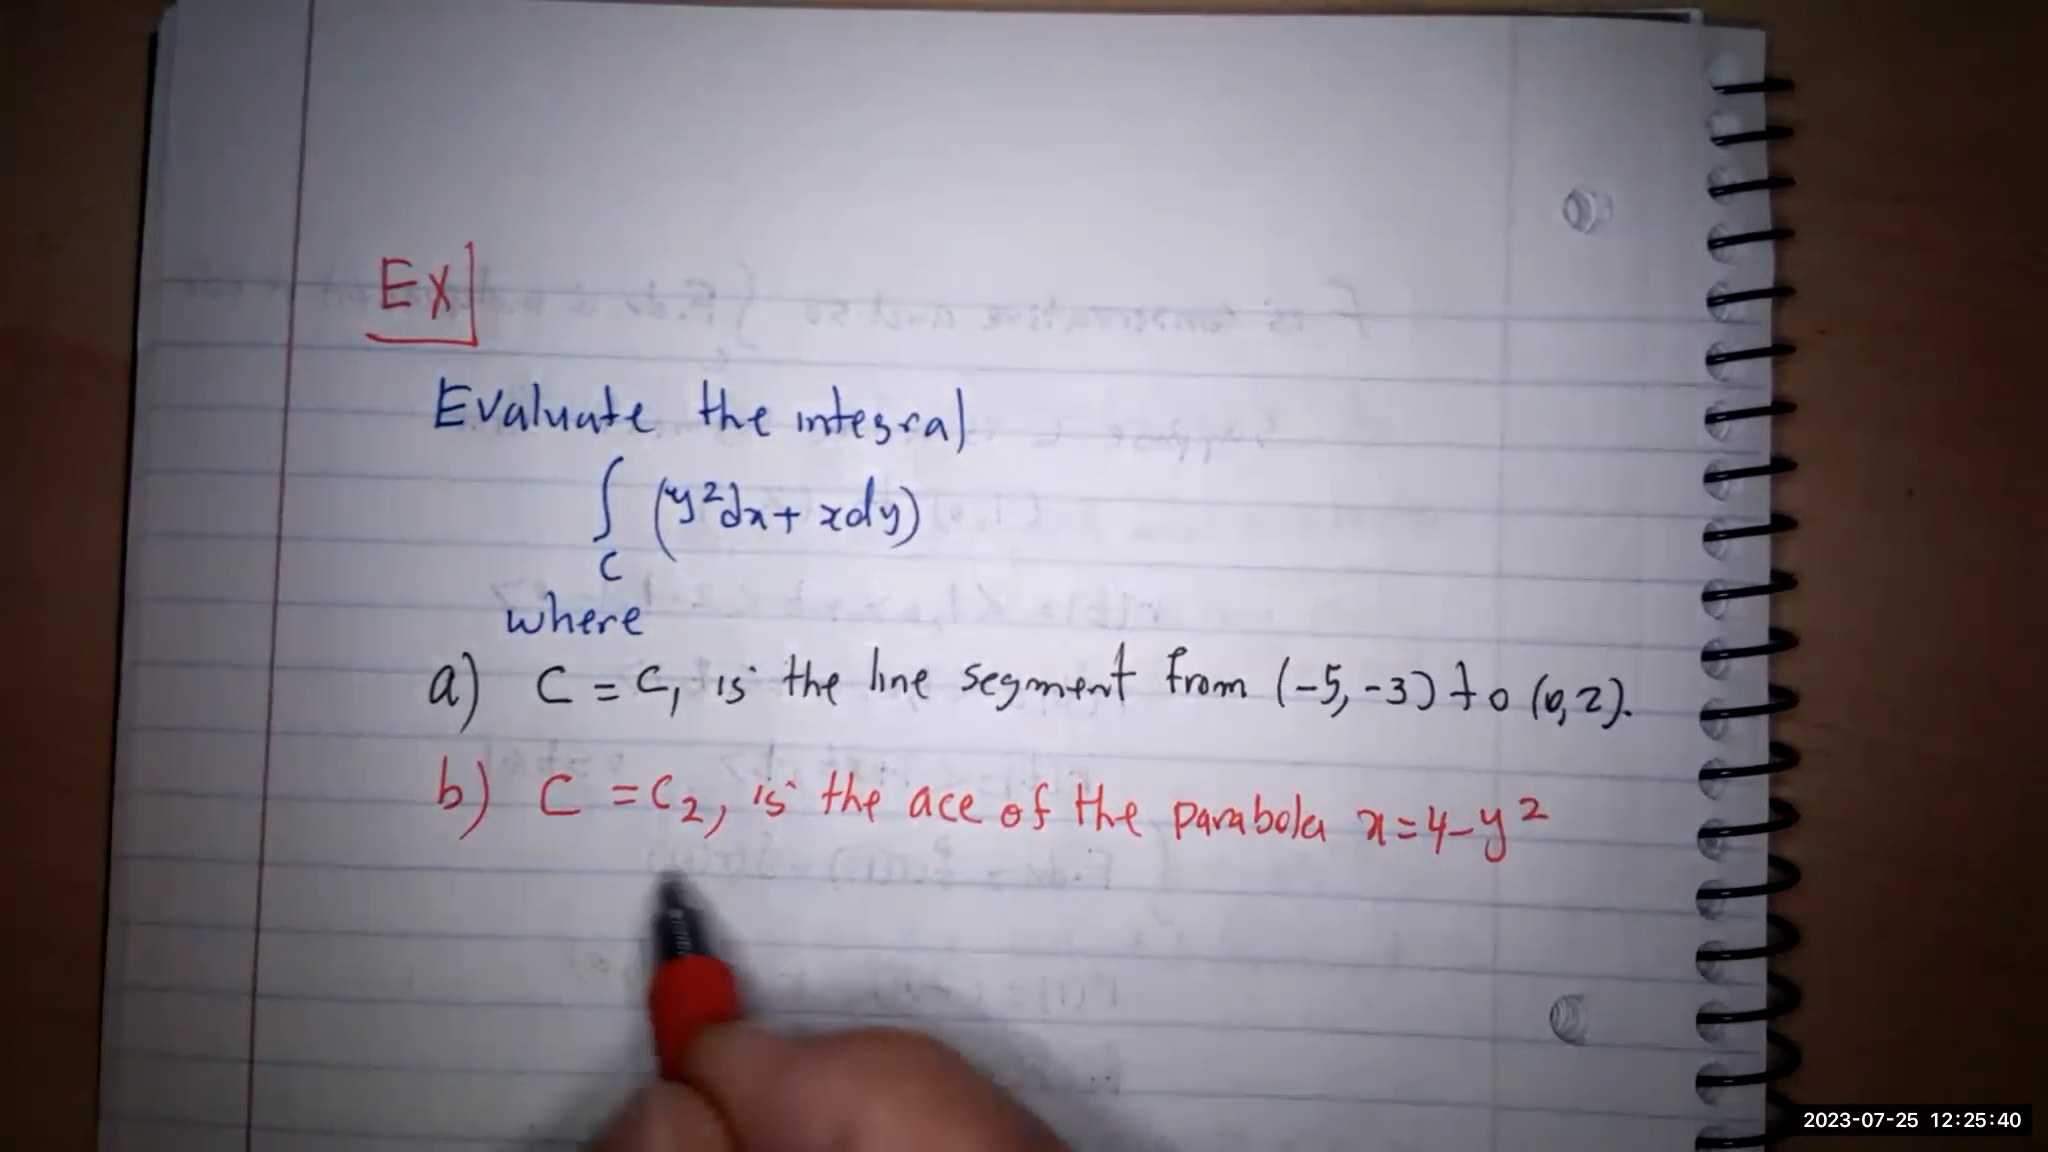 EX
Evaluate the integral
∫ (y²dx + xdy)
C
where
a) C = C₁ is the line segment from (-5, -3) to (0, 2).
b) C = C₂, is the ace of the parabola x = 4 - y²
2023-07-25 12:25:40